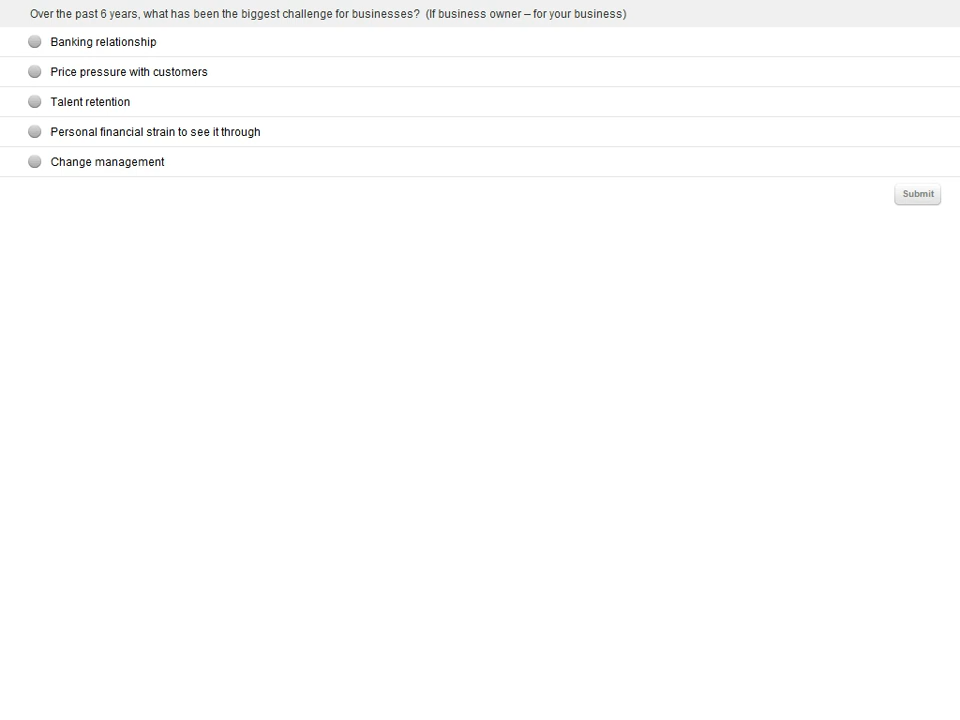 Over the past 6 years, what has been the biggest challenge for businesses?  (If business owner – for your business)
Banking relationship
Price pressure with customers
Talent retention
Personal financial strain to see it through
Change management
Submit